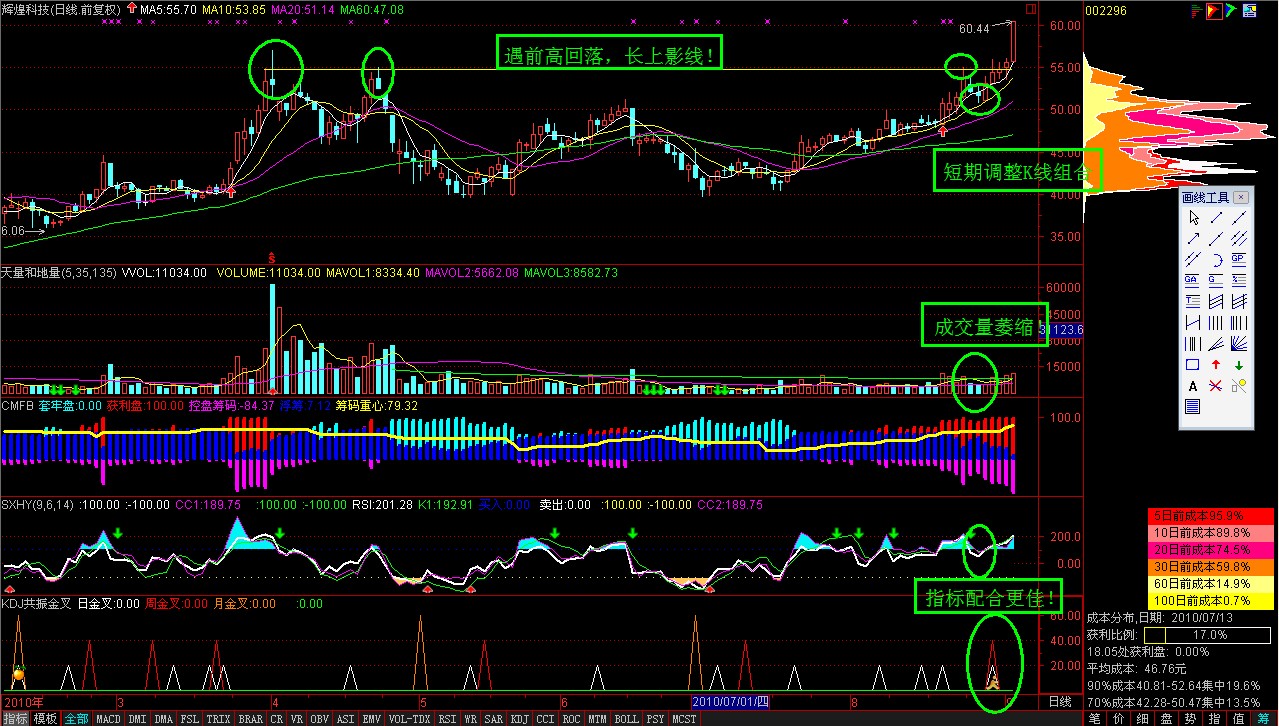 辉煌科技(日线.前复权) MA5:55.70 MA10:53.85 MA20:51.14 MA60:47.08
002296
60.44
60.00
遇前高回落，长上影线！
55.00
50.00
45.00
短期调整K线组合
40.00
画线工具
6.06
35.00
天量和地量(5,35,135) VVOL:11034.00 VOLUME:11034.00 MAVOL1:8334.40 MAVOL2:5662.08 MAVOL3:8582.73
60000
45000
成交量萎缩
31123.6
30000
15000
CMFB 套牢盘:0.00 获利盘:100.00 控盘筹码:-84.37 浮筹:7.12 筹码重心:79.32
100.0
SXHY(9,6,14) :100.00 :-100.00 CC1:189.75 :100.00 :-100.00 RSI:201.28 K1:192.91 买入:0.00 卖出:0.00 :100.00 :-100.00 CC2:189.75
200.0
0.00
指标配合更佳！
5日前成本95.9%
10日前成本89.8%
20日前成本74.5%
30日前成本59.8%
60日前成本14.9%
100日前成本0.7%
KDJ共振金叉 日金叉:0.00 周金叉:0.00 月金叉:0.00 :0.00
60.00
40.00
20.00
成本分布,日期: 2010/07/13
获利比例: 17.0%
18.05处获利盘: 0.00%
平均成本: 46.76元
90%成本40.81-52.64集中19.6%
70%成本42.28-50.47集中13.5%
2010年 3 4 5 6 2010/07/01/四 8 日线
指标 模板 全部 MACD DMI DMA FSL TRIX BRAR CR VR OBV ASI EMV VOL-TDX RSI WR SAR KDJ CCI ROC MTM BOLL PSY MCST
笔 价 细 盘 势 指 值 筹